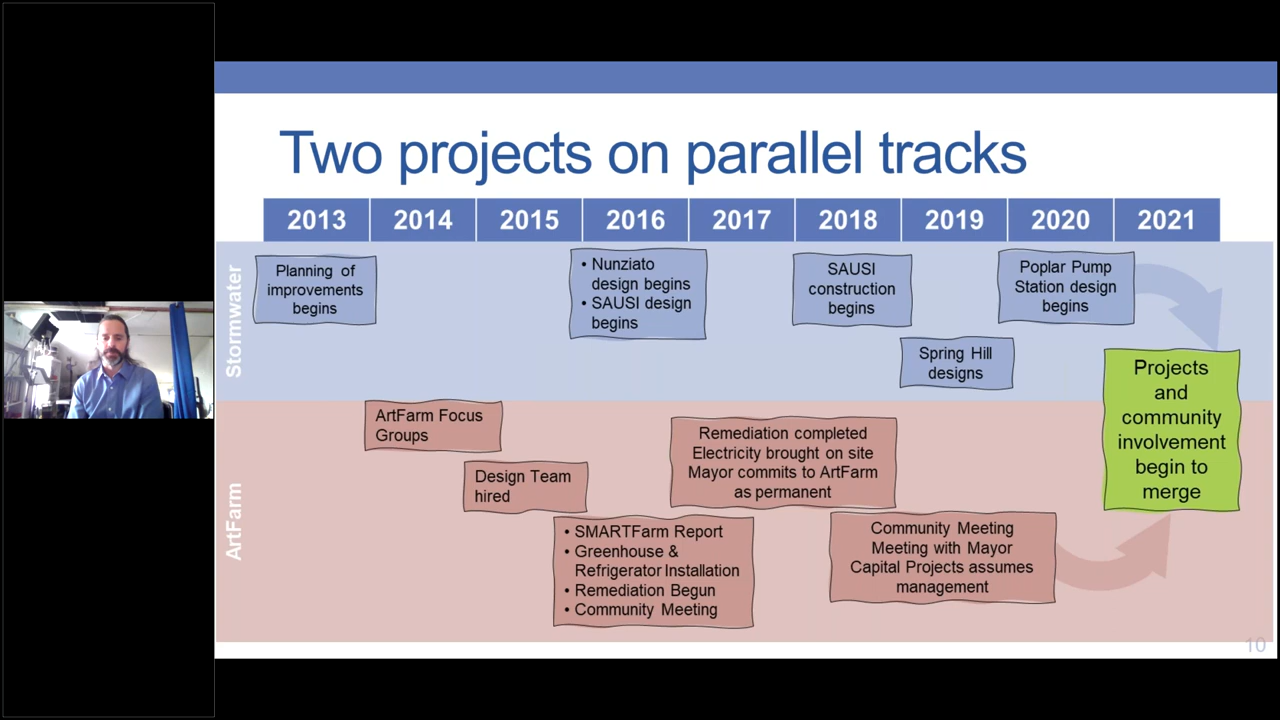 Two projects on parallel tracks
2013 2014 2015 2016 2017 2018 2019 2020 2021
Stormwater
Planning of
improvements
begins
• Nunziato
design begins
• SAUSI design
begins
SAUSI
construction
begins
Spring Hill
designs
Poplar Pump
Station design
begins
Projects
and
community
involvement
begin to
merge
ArtFarm
ArtFarm Focus
Groups
Design Team
hired
• SMARTFarm Report
• Greenhouse &
Refrigerator Installation
• Remediation Begun
• Community Meeting
Remediation completed
Electricity brought on site
Mayor commits to ArtFarm
as permanent
Community Meeting
Meeting with Mayor
Capital Projects assumes
management
10